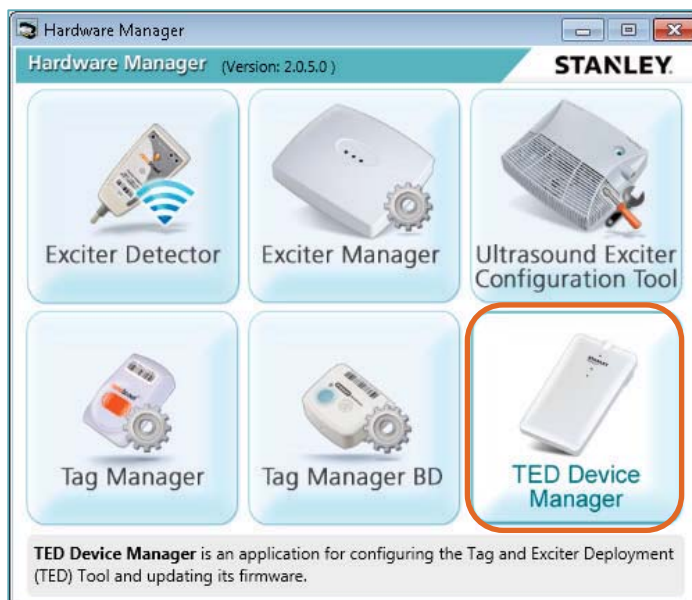 Hardware Manager
Hardware Manager (Version: 2.0.5.0 )
STANLEY.
Exciter Detector
Exciter Manager
Ultrasound Exciter
Configuration Tool
Tag Manager
Tag Manager BD
STANLEY
TED Device
Manager
TED Device Manager is an application for configuring the Tag and Exciter Deployment
(TED) Tool and updating its firmware.